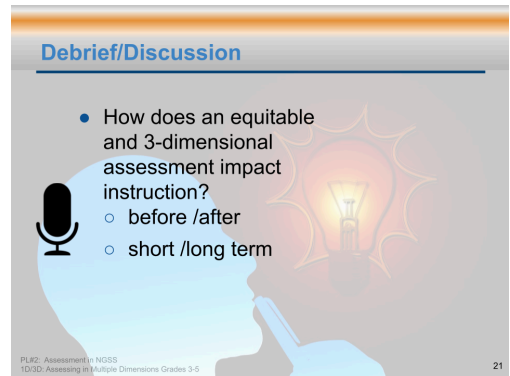 Debrief/Discussion
● How does an equitable
and 3-dimensional
assessment impact
instruction?
○ before /after
○ short /long term
PL#2: Assessment in NGSS
1D/3D: Assessing in Multiple Dimensions Grades 3-5
21